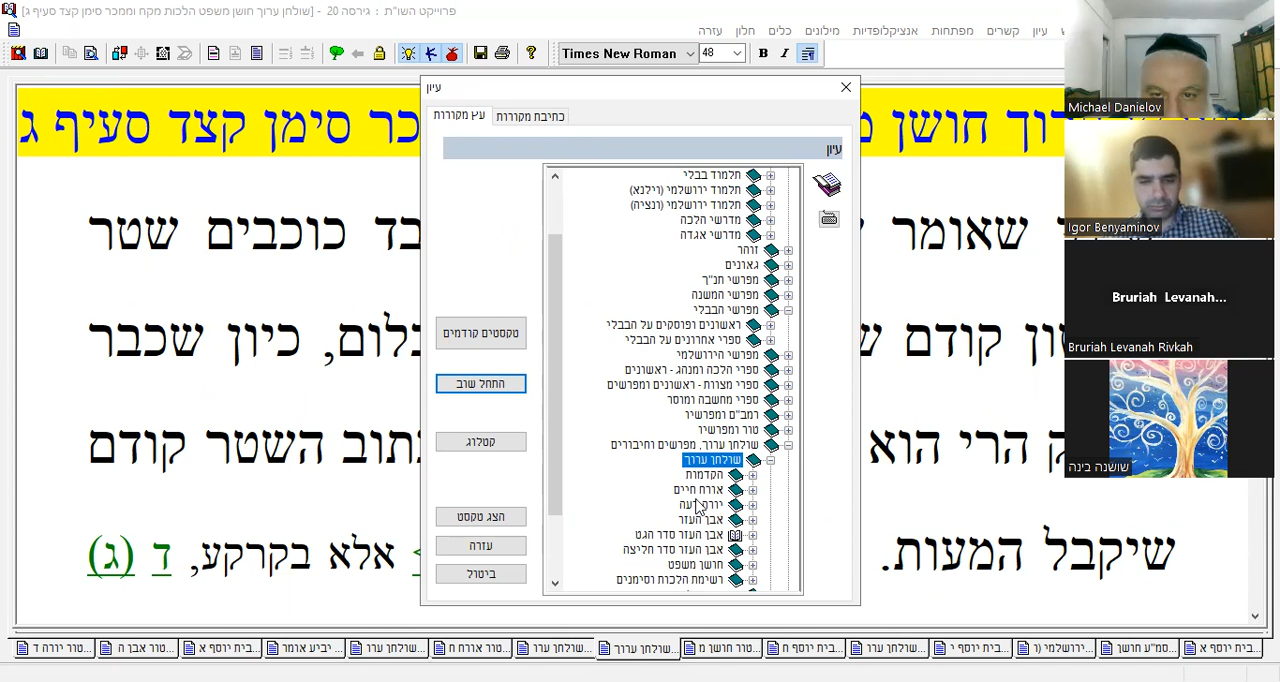 פרוייקט השו"ת : גירסה 20 - [שולחן ערוך חושן משפט הלכות מקח וממכר סימן קצד סעיף ג]
עיון קשרים מפתחות אנציקלופדיות מילונים כלים חלון עזרה
Times New Roman 48 B I
כר סימן קצד סעיף ג
רוך חושן
שאומר
בד כוכבים שטר
שון קודם
כלום, כיון שכבר
הרי הוא
תוב השטר קודם
שיקבל המעות.
אלא בקרקע, ד (ג)
עיון
עץ מקורות
כתיבת מקורות
עיון
תלמוד בבלי
תלמוד ירושלמי (וילנא)
תלמוד ירושלמי (ונציה)
מדרשי הלכה
מדרשי אגדה
זוהר
גאונים
מפרשי תנ"ך
מפרשי המשנה
מפרשי הבבלי
ראשונים ופוסקים על הבבלי
ספרי אחרונים על הבבלי
מפרשי הירושלמי
ספרי הלכה ומנהג - ראשונים
ספרי מצוות - ראשונים ומפרשים
ספרי מחשבה ומוסר
רמב"ם ומפרשיו
טור ומפרשיו
שולחן ערוך, מפרשים וחיבורים
שולחן ערוך
הקדמות
אורח חיים
יורה דעה
אבן העזר
אבן העזר סדר הגט
אבן העזר סדר חליצה
חושן משפט
רשימת הלכות וסימנים
טקסטים קודמים
התחל שוב
קטלוג
הצג טקסט
עזרה
ביטול
Michael Danielov
Igor Benyaminov
Bruriah Levanah...
Bruriah Levanah Rivkah
שושנה בינה
בית יוסף א...
סמ"ע חושן...
ירושלמי (ו...
בית יוסף י...
שולחן ערו...
בית יוסף ח...
טור חושן מ...
שולחן ערוך...
שולחן ערו...
טור אורח ח...
שולחן ערו...
יביע אומר...
בית יוסף א...
טור אבן ה...
טור יורה ד...